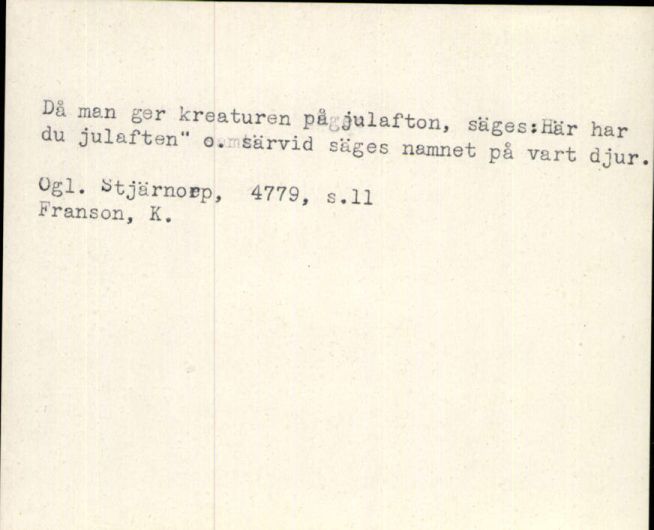 Då man ger kreaturen på julafton, säges:Här har
du julaften" o. särvid säges namnet på vart djur.
Ögl. Stjärnorp, 4779, s.11
Franson, K.